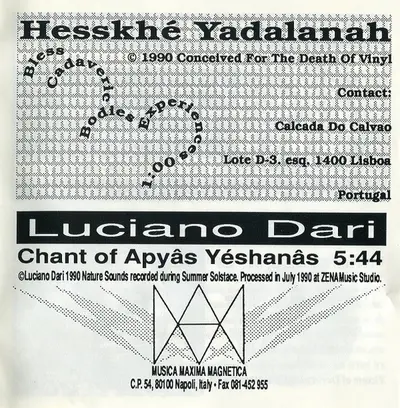 Hesskhé Yadalanah
Bless Cadaveric Bodies Experiences 1:00
© 1990 Conceived For The Death Of Vinyl
Contact:
Calcada Do Calvao
Lote D-3. esq. 1400 Lisboa
Portugal
Luciano Dari
Chant of Apyâs Yéshanâs 5:44
©Luciano Dari 1990 Nature Sounds recorded during Summer Solstace. Processed in July 1990 at ZENA Music Studio.
MUSICA MAXIMA MAGNETICA
C.P. 54, 80100 Napoli, Italy • Fax 081-452 955